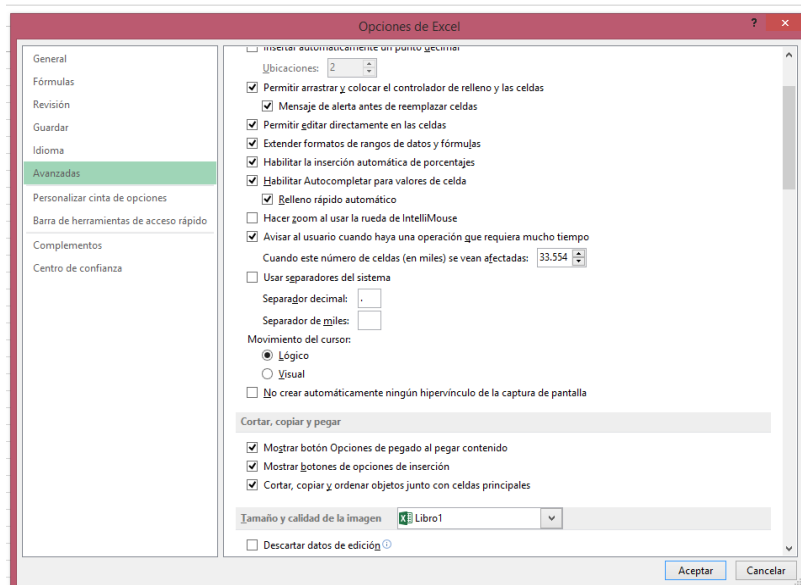 Opciones de Excel
? ×
General
Fórmulas
Revisión
Guardar
Idioma
Avanzadas
Personalizar cinta de opciones
Barra de herramientas de acceso rápido
Complementos
Centro de confianza
Insertar automáticamente un punto decimal
Ubicaciones: 2
Permitir arrastrar y colocar el controlador de relleno y las celdas
Mensaje de alerta antes de reemplazar celdas
Permitir editar directamente en las celdas
Extender formatos de rangos de datos y fórmulas
Habilitar la inserción automática de porcentajes
Habilitar Autocompletar para valores de celda
Relleno rápido automático
Hacer zoom al usar la rueda de IntelliMouse
Avisar al usuario cuando haya una operación que requiera mucho tiempo
Cuando este número de celdas (en miles) se vean afectadas: 33.554
Usar separadores del sistema
Separador decimal: .
Separador de miles:
Movimiento del cursor:
Lógico
Visual
No crear automáticamente ningún hipervínculo de la captura de pantalla
Cortar, copiar y pegar
Mostrar botón Opciones de pegado al pegar contenido
Mostrar botones de opciones de inserción
Cortar, copiar y ordenar objetos junto con celdas principales
Tamaño y calidad de la imagen Libro1
Descartar datos de edición
Aceptar Cancelar